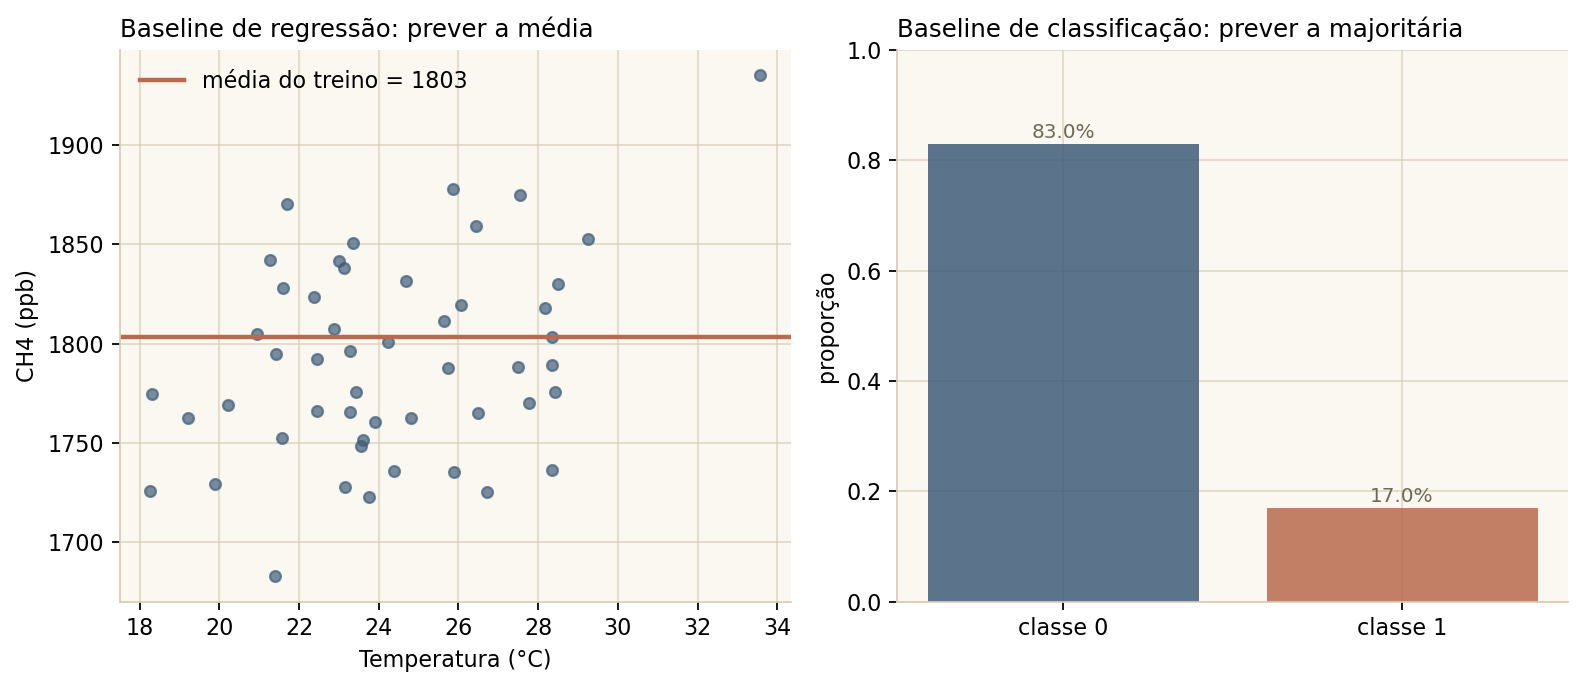 Baseline de regressão: prever a média
média do treino = 1803
CH4 (ppb)
1900
1850
1800
1750
1700
18 20 22 24 26 28 30 32 34
Temperatura (°C)
Baseline de classificação: prever a majoritária
proporção
1.0
0.8
0.6
0.4
0.2
0.0
83.0%
17.0%
classe 0 classe 1